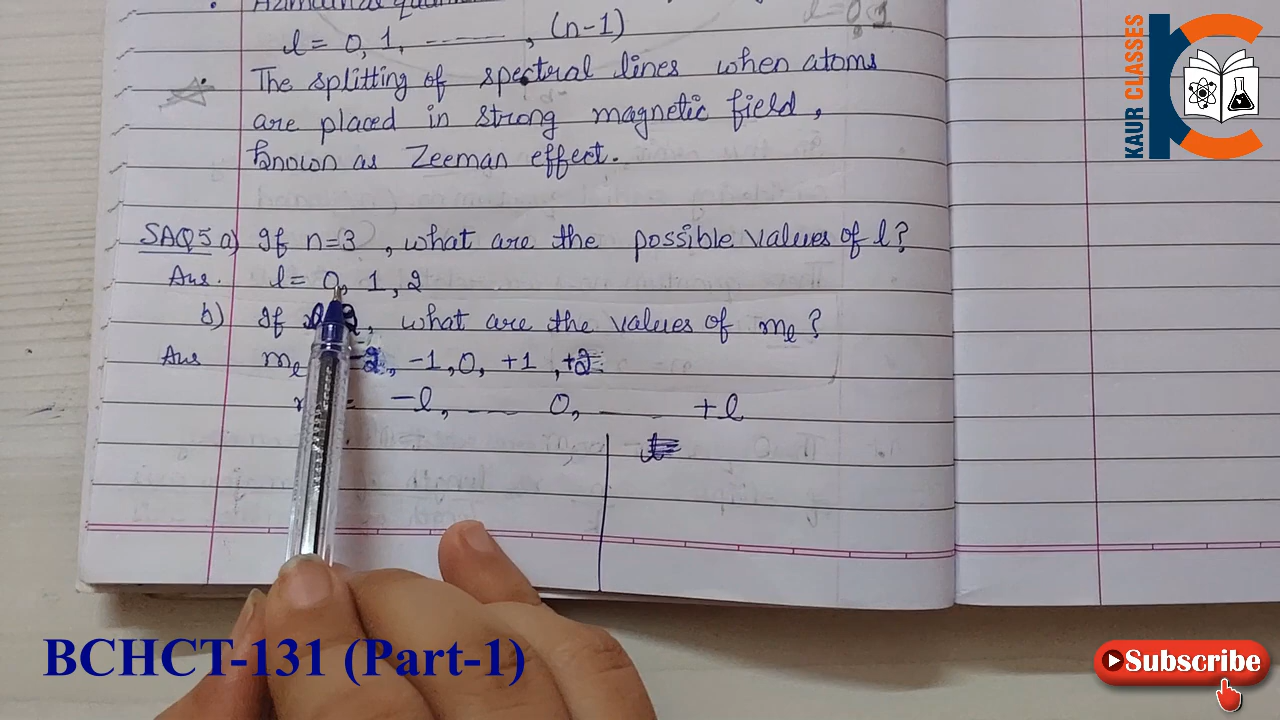 l = 0, 1, ------ , (n-1)
The splitting of spectral lines when atoms
are placed in strong magnetic field,
known as Zeeman effect.
SAQ5 a) If n=3 , what are the possible values of l?
Ans. l = 0, 1, 2
b) If , what are the values of ml?
Ans ml -2, -1, 0, +1, +2
-l, --- 0, --- +l
KAUR CLASSES
BCHCT-131 (Part-1)
Subscribe